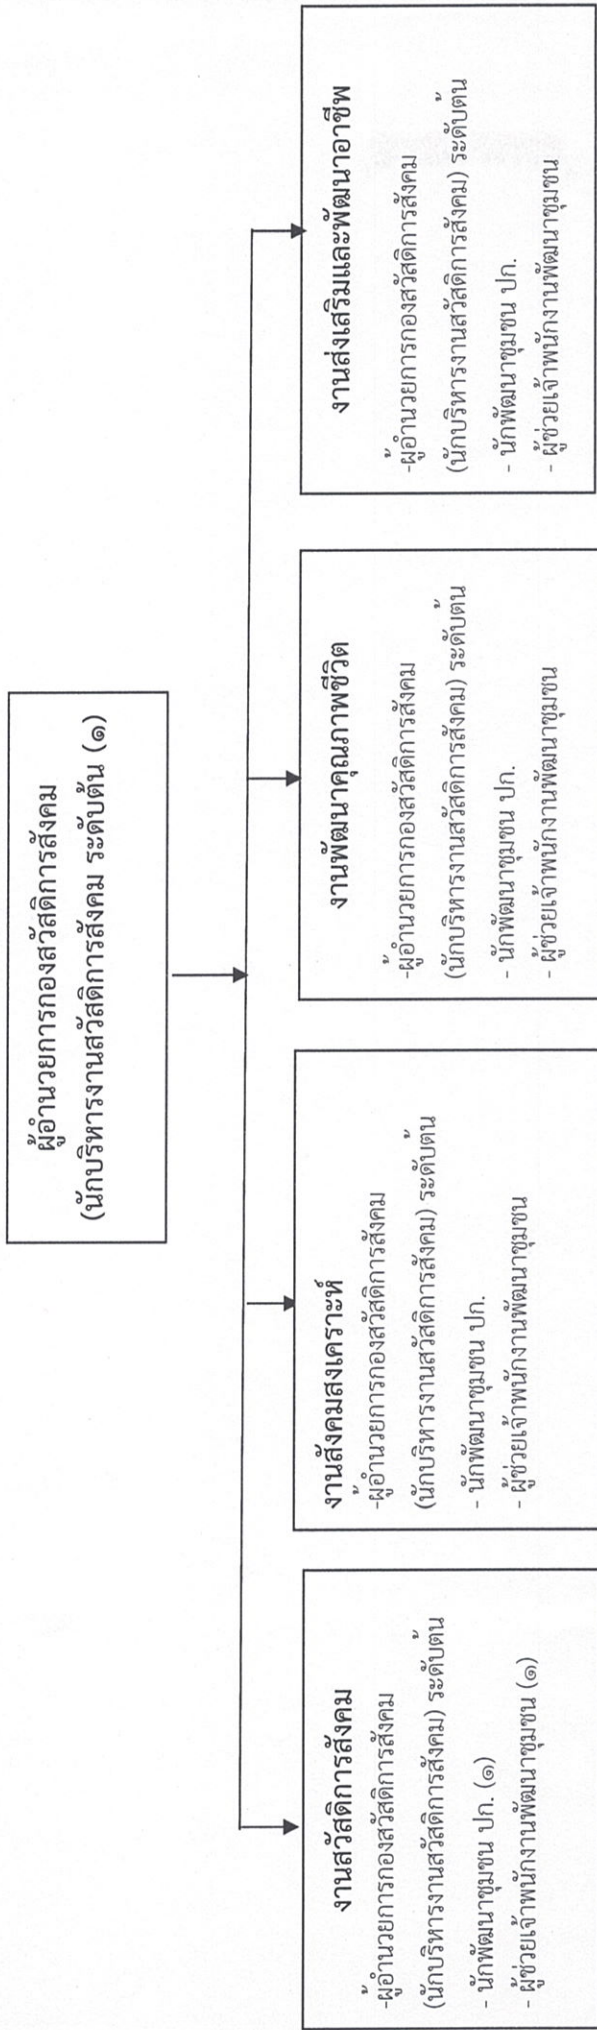 ผู้อำนวยการกองสวัสดิการสังคม
(นักบริหารงานสวัสดิการสังคม ระดับต้น (๑)
งานสวัสดิการสังคม
-ผู้อำนวยการกองสวัสดิการสังคม
(นักบริหารงานสวัสดิการสังคม) ระดับต้น
- นักพัฒนาชุมชน ปก. (๑)
- ผู้ช่วยเจ้าพนักงานพัฒนาชุมชน (๑)
งานสังคมสงเคราะห์
-ผู้อำนวยการกองสวัสดิการสังคม
(นักบริหารงานสวัสดิการสังคม) ระดับต้น
- นักพัฒนาชุมชน ปก.
- ผู้ช่วยเจ้าพนักงานพัฒนาชุมชน
งานพัฒนาคุณภาพชีวิต
-ผู้อำนวยการกองสวัสดิการสังคม
(นักบริหารงานสวัสดิการสังคม) ระดับต้น
- นักพัฒนาชุมชน ปก.
- ผู้ช่วยเจ้าพนักงานพัฒนาชุมชน
งานส่งเสริมและพัฒนาอาชีพ
-ผู้อำนวยการกองสวัสดิการสังคม
(นักบริหารงานสวัสดิการสังคม) ระดับต้น
- นักพัฒนาชุมชน ปก.
- ผู้ช่วยเจ้าพนักงานพัฒนาชุมชน